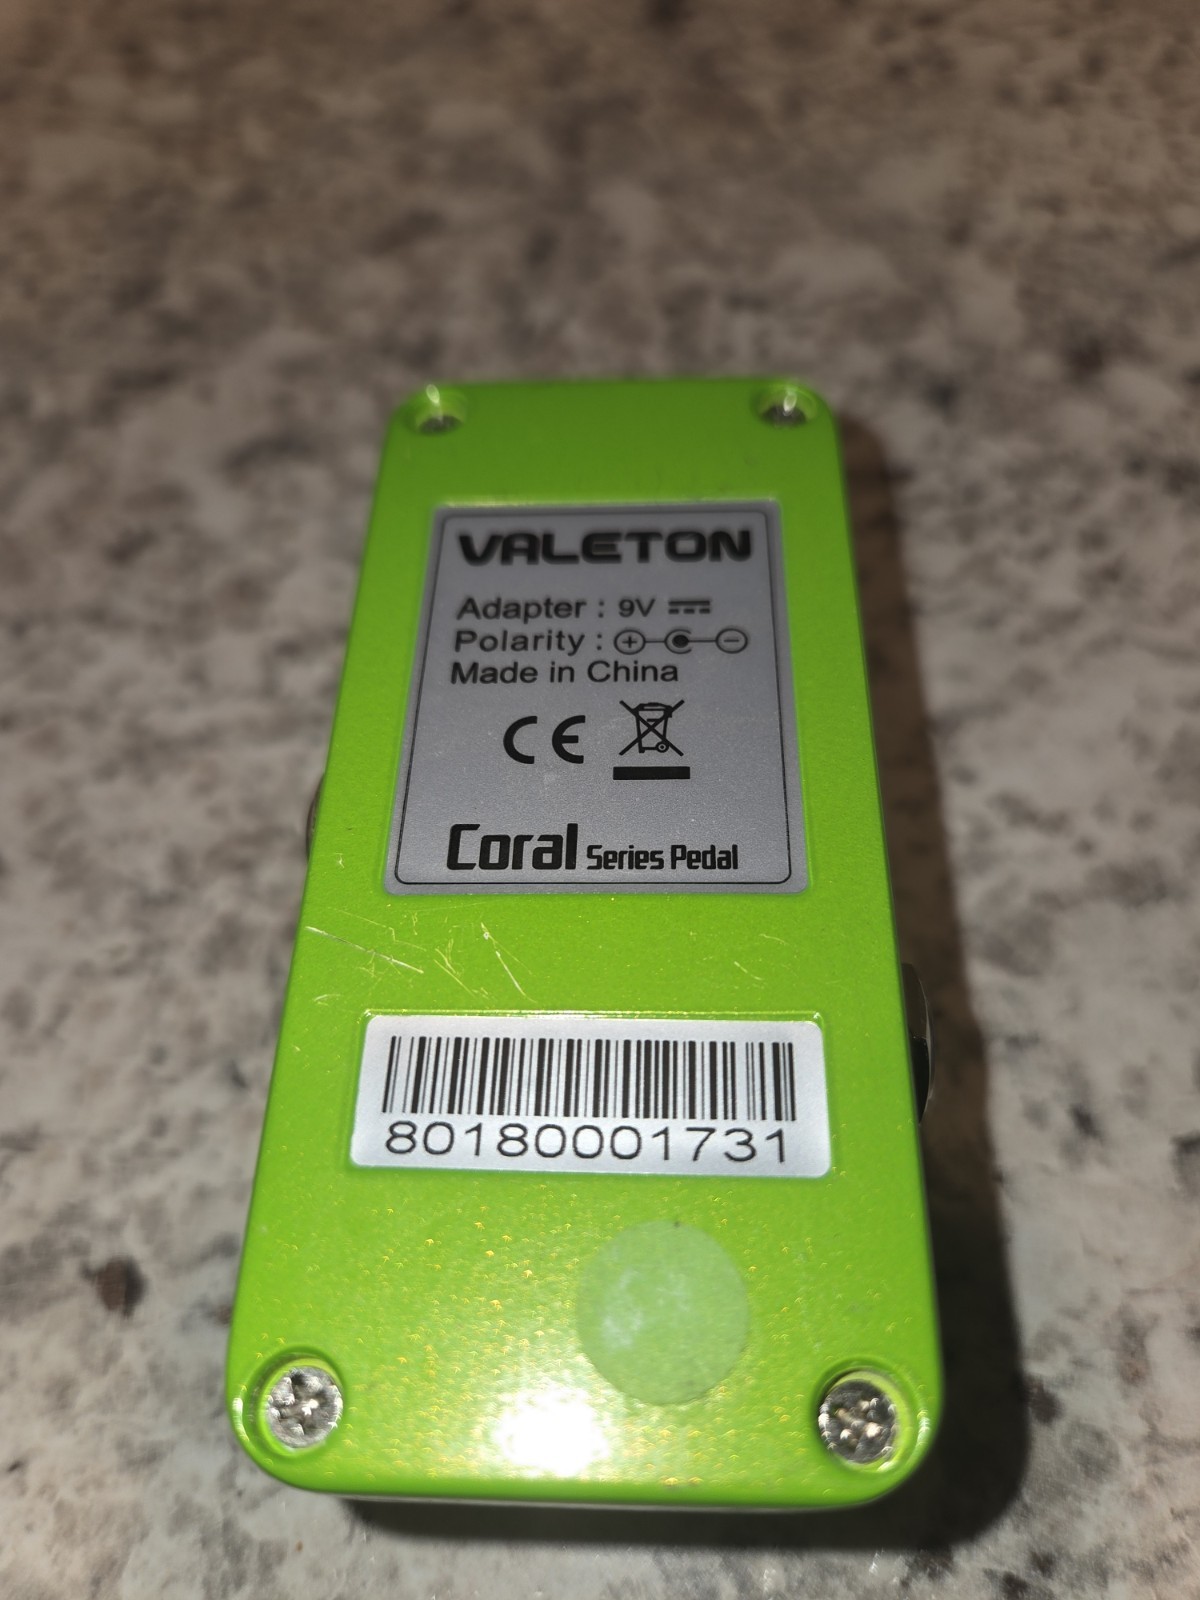 VALETON
Adapter : 9V
Polarity :
Made in China
CE
Coral Series Pedal
80180001731